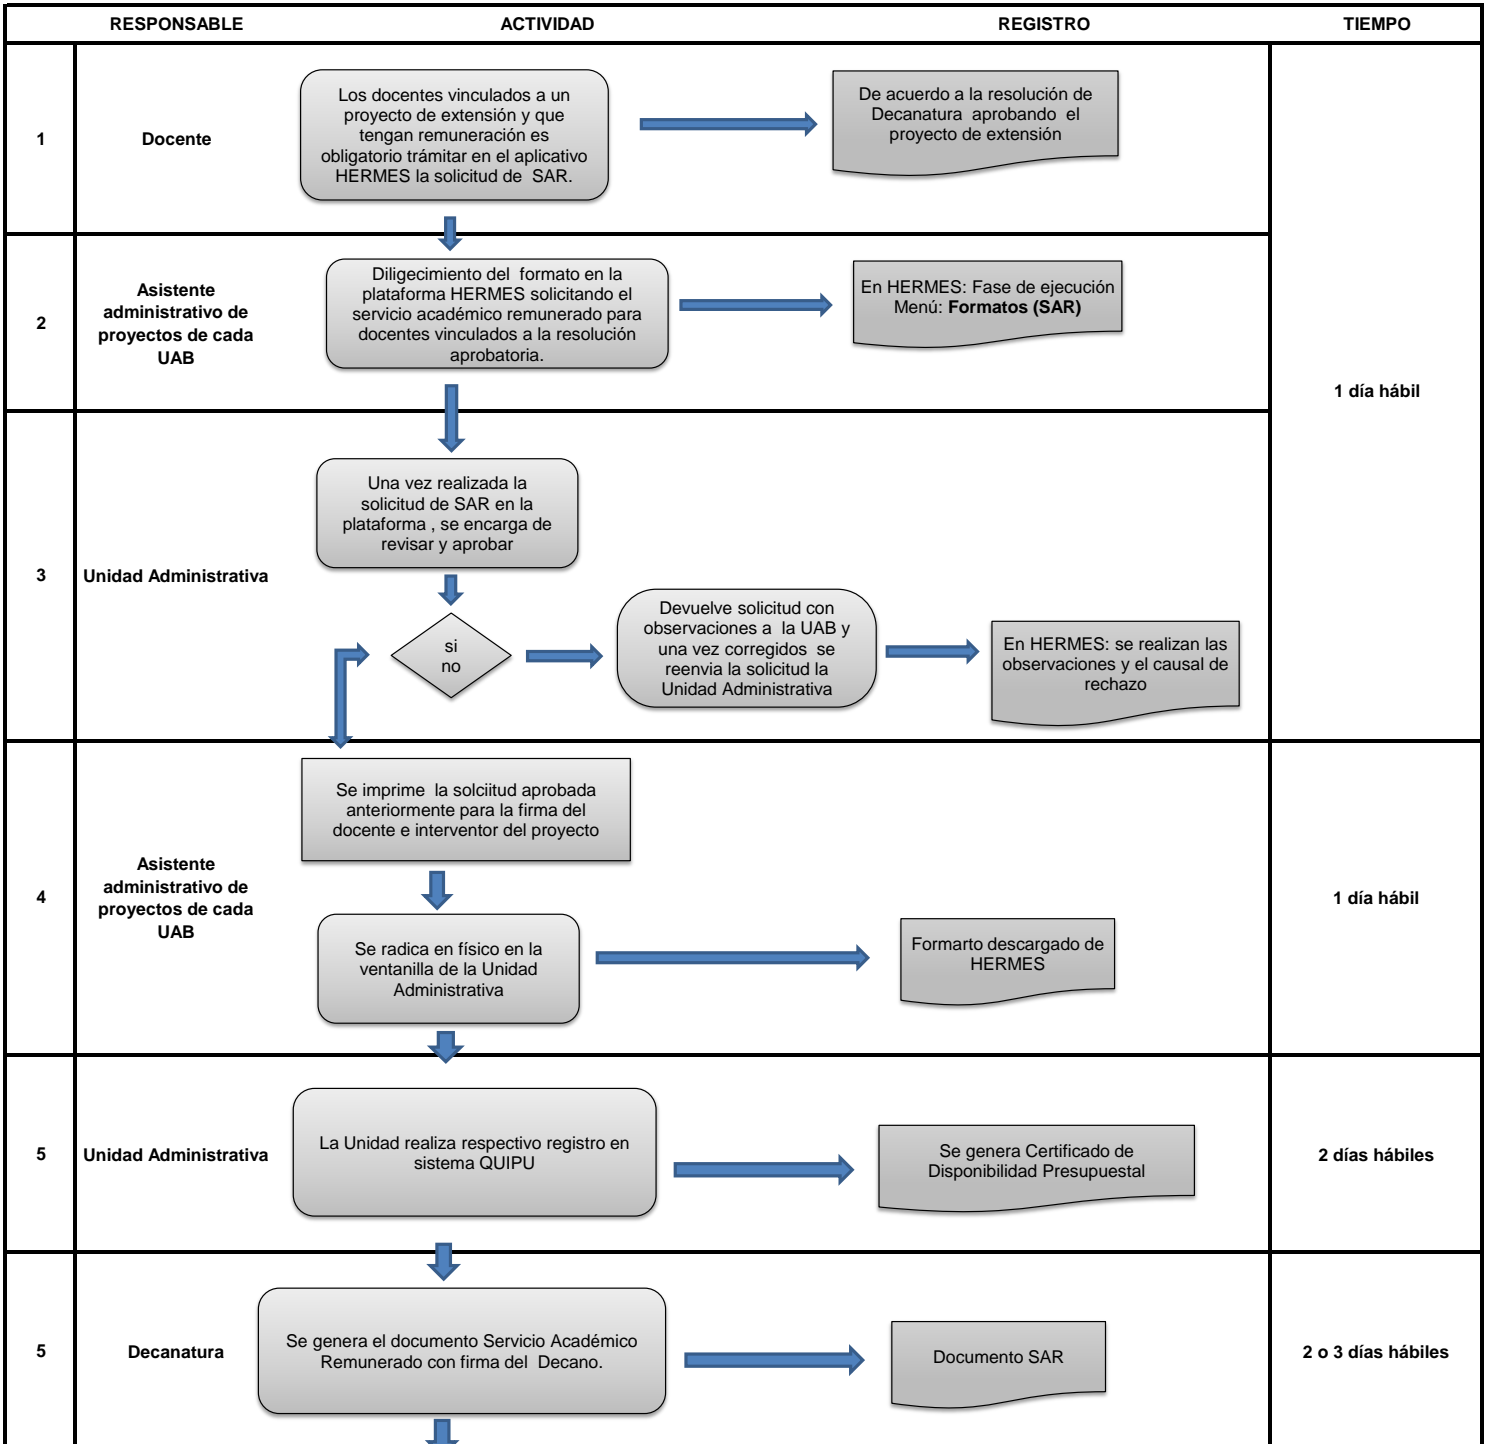 RESPONSABLE ACTIVIDAD REGISTRO TIEMPO
1
Docente
Los docentes vinculados a un
proyecto de extensión y que
tengan remuneración es
obligatorio trámitar en el aplicativo
HERMES la solicitud de SAR.
De acuerdo a la resolución de
Decanatura aprobando el
proyecto de extensión
1 día hábil
2
Asistente
administrativo de
proyectos de cada
UAB
Diligecimiento del formato en la
plataforma HERMES solicitando el
servicio académico remunerado para
docentes vinculados a la resolución
aprobatoria.
En HERMES: Fase de ejecución
Menú: Formatos (SAR)
3
Unidad Administrativa
Una vez realizada la
solicitud de SAR en la
plataforma , se encarga de
revisar y aprobar
si
no
Devuelve solicitud con
observaciones a la UAB y
una vez corregidos se
reenvia la solicitud la
Unidad Administrativa
En HERMES: se realizan las
observaciones y el causal de
rechazo
4
Asistente
administrativo de
proyectos de cada
UAB
Se imprime la solciitud aprobada
anteriormente para la firma del
docente e interventor del proyecto
Se radica en físico en la
ventanilla de la Unidad
Administrativa
Formarto descargado de
HERMES
1 día hábil
5
Unidad Administrativa
La Unidad realiza respectivo registro en
sistema QUIPU
Se genera Certificado de
Disponibilidad Presupuestal
2 días hábiles
5
Decanatura
Se genera el documento Servicio Académico
Remunerado con firma del Decano.
Documento SAR
2 o 3 días hábiles